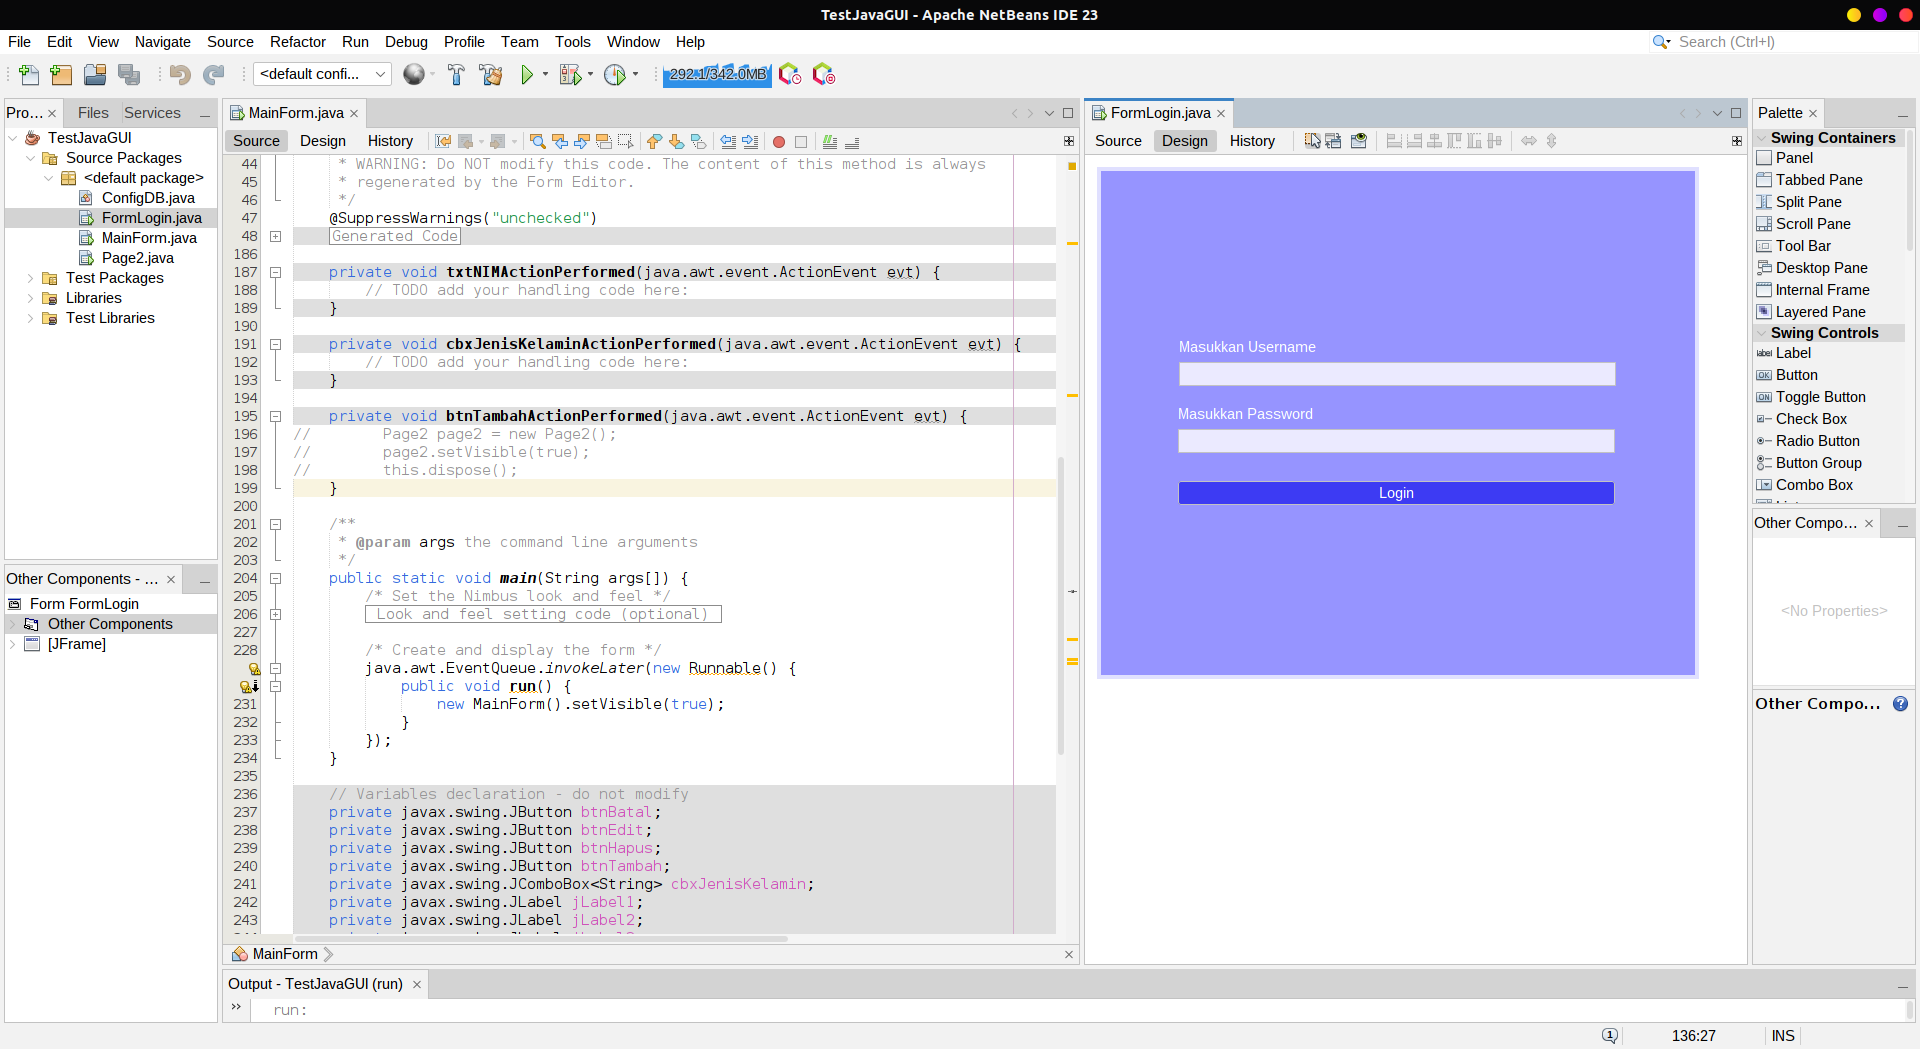 TestJavaGUI - Apache NetBeans IDE 23
File Edit View Navigate Source Refactor Run Debug Profile Team Tools Window Help
Search (Ctrl+I)
<default confi...
292.1/342.0MB
Pro...
Files
Services
TestJavaGUI
Source Packages
<default package>
ConfigDB.java
FormLogin.java
MainForm.java
Page2.java
Test Packages
Libraries
Test Libraries
Other Components - ...
Form FormLogin
Other Components
[JFrame]
MainForm.java
Source Design History
44 * WARNING: Do NOT modify this code. The content of this method is always
45 * regenerated by the Form Editor.
46 */
47 @SuppressWarnings("unchecked")
48 Generated Code
186
187 private void txtNIMActionPerformed(java.awt.event.ActionEvent evt) {
188 // TODO add your handling code here:
189 }
190
191 private void cbxJenisKelaminActionPerformed(java.awt.event.ActionEvent evt) {
192 // TODO add your handling code here:
193 }
194
195 private void btnTambahActionPerformed(java.awt.event.ActionEvent evt) {
196 // Page2 page2 = new Page2();
197 // page2.setVisible(true);
198 // this.dispose();
199 }
200
201 /**
202 * @param args the command line arguments
203 */
204 public static void main(String args[]) {
205 /* Set the Nimbus look and feel */
206 Look and feel setting code (optional)
227
228 /* Create and display the form */
java.awt.EventQueue.invokeLater(new Runnable() {
public void run() {
231 new MainForm().setVisible(true);
232 }
233 });
234 }
235
236 // Variables declaration - do not modify
237 private javax.swing.JButton btnBatal;
238 private javax.swing.JButton btnEdit;
239 private javax.swing.JButton btnHapus;
240 private javax.swing.JButton btnTambah;
241 private javax.swing.JComboBox<String> cbxJenisKelamin;
242 private javax.swing.JLabel jLabel1;
243 private javax.swing.JLabel jLabel2;
MainForm
FormLogin.java
Source Design History
Masukkan Username
Masukkan Password
Login
Palette
Swing Containers
Panel
Tabbed Pane
Split Pane
Scroll Pane
Tool Bar
Desktop Pane
Internal Frame
Layered Pane
Swing Controls
label Label
OK Button
ON Toggle Button
Check Box
Radio Button
Button Group
Combo Box
Other Compo...
<No Properties>
Other Compo...
Output - TestJavaGUI (run)
run:
1
136:27
INS